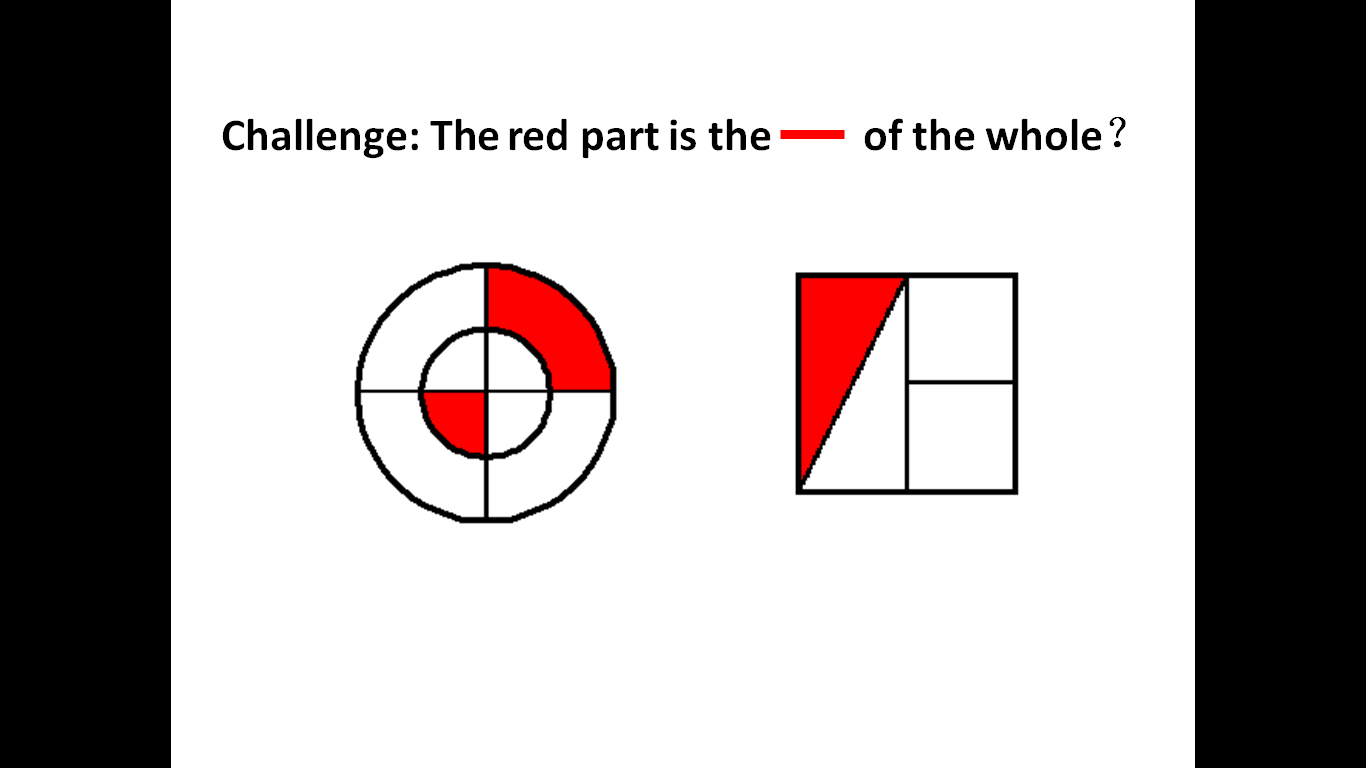 Challenge: The red part is the — of the whole?